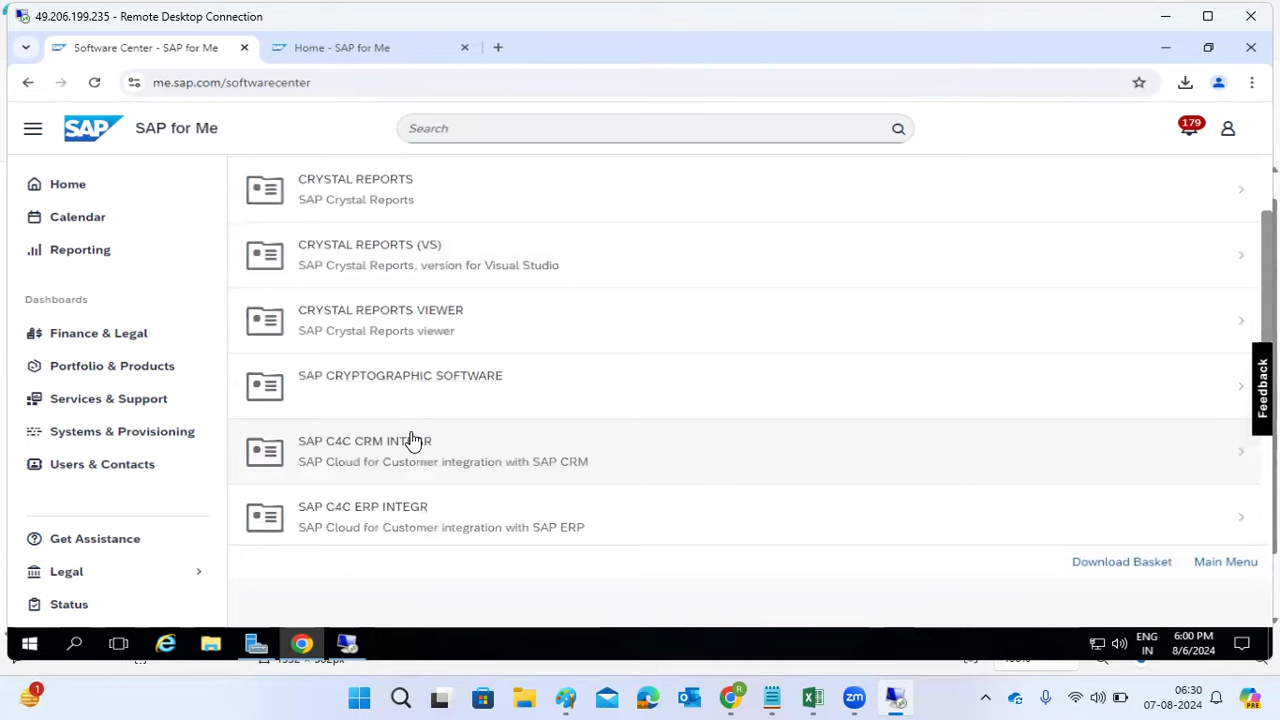 49.206.199.235 - Remote Desktop Connection
Software Center - SAP for Me
Home - SAP for Me
me.sap.com/softwarecenter
SAP
SAP for Me
Search
179
Home
Calendar
Reporting
Dashboards
Finance & Legal
Portfolio & Products
Services & Support
Systems & Provisioning
Users & Contacts
Get Assistance
Legal
Status
CRYSTAL REPORTS
SAP Crystal Reports
CRYSTAL REPORTS (VS)
SAP Crystal Reports, version for Visual Studio
CRYSTAL REPORTS VIEWER
SAP Crystal Reports viewer
SAP CRYPTOGRAPHIC SOFTWARE
SAP C4C CRM INTEGR
SAP Cloud for Customer integration with SAP CRM
SAP C4C ERP INTEGR
SAP Cloud for Customer integration with SAP ERP
Download Basket
Main Menu
Feedback
ENG
IN
6:00 PM
8/6/2024
1
zm
PRE
06:30
07-08-2024